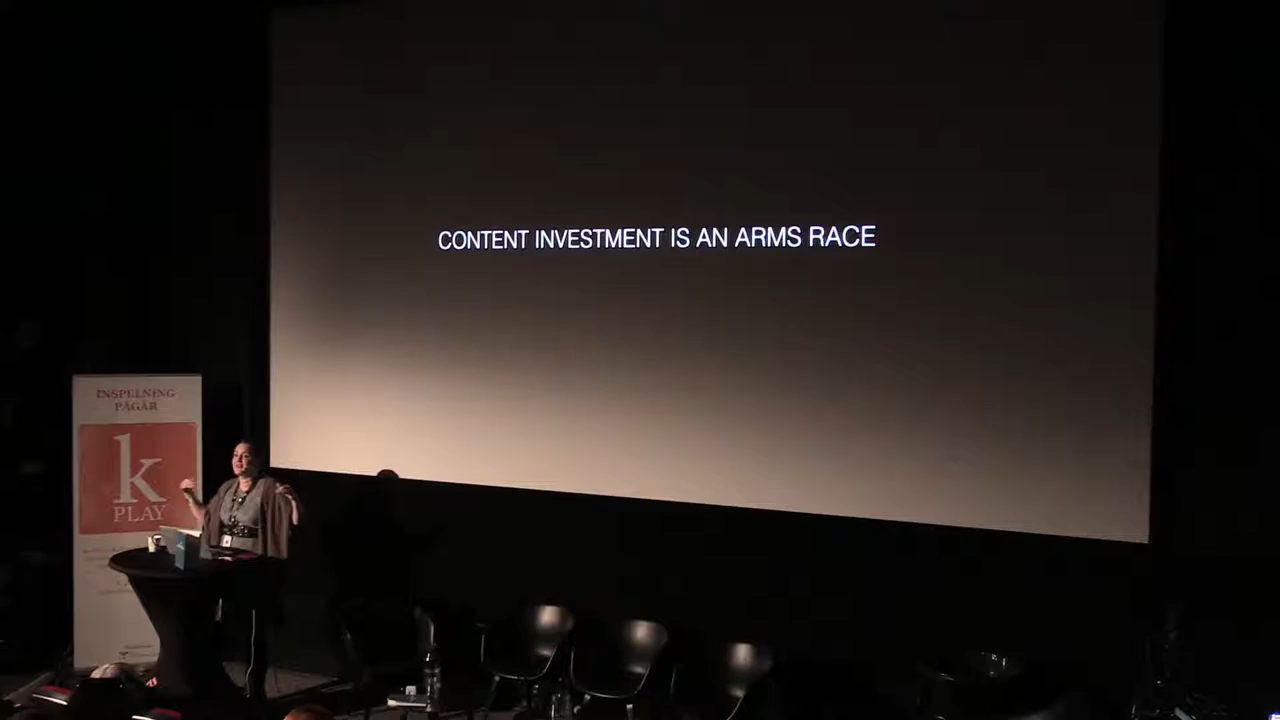 CONTENT INVESTMENT IS AN ARMS RACE
INSPELNING
PÅGÅR
k
PLAY